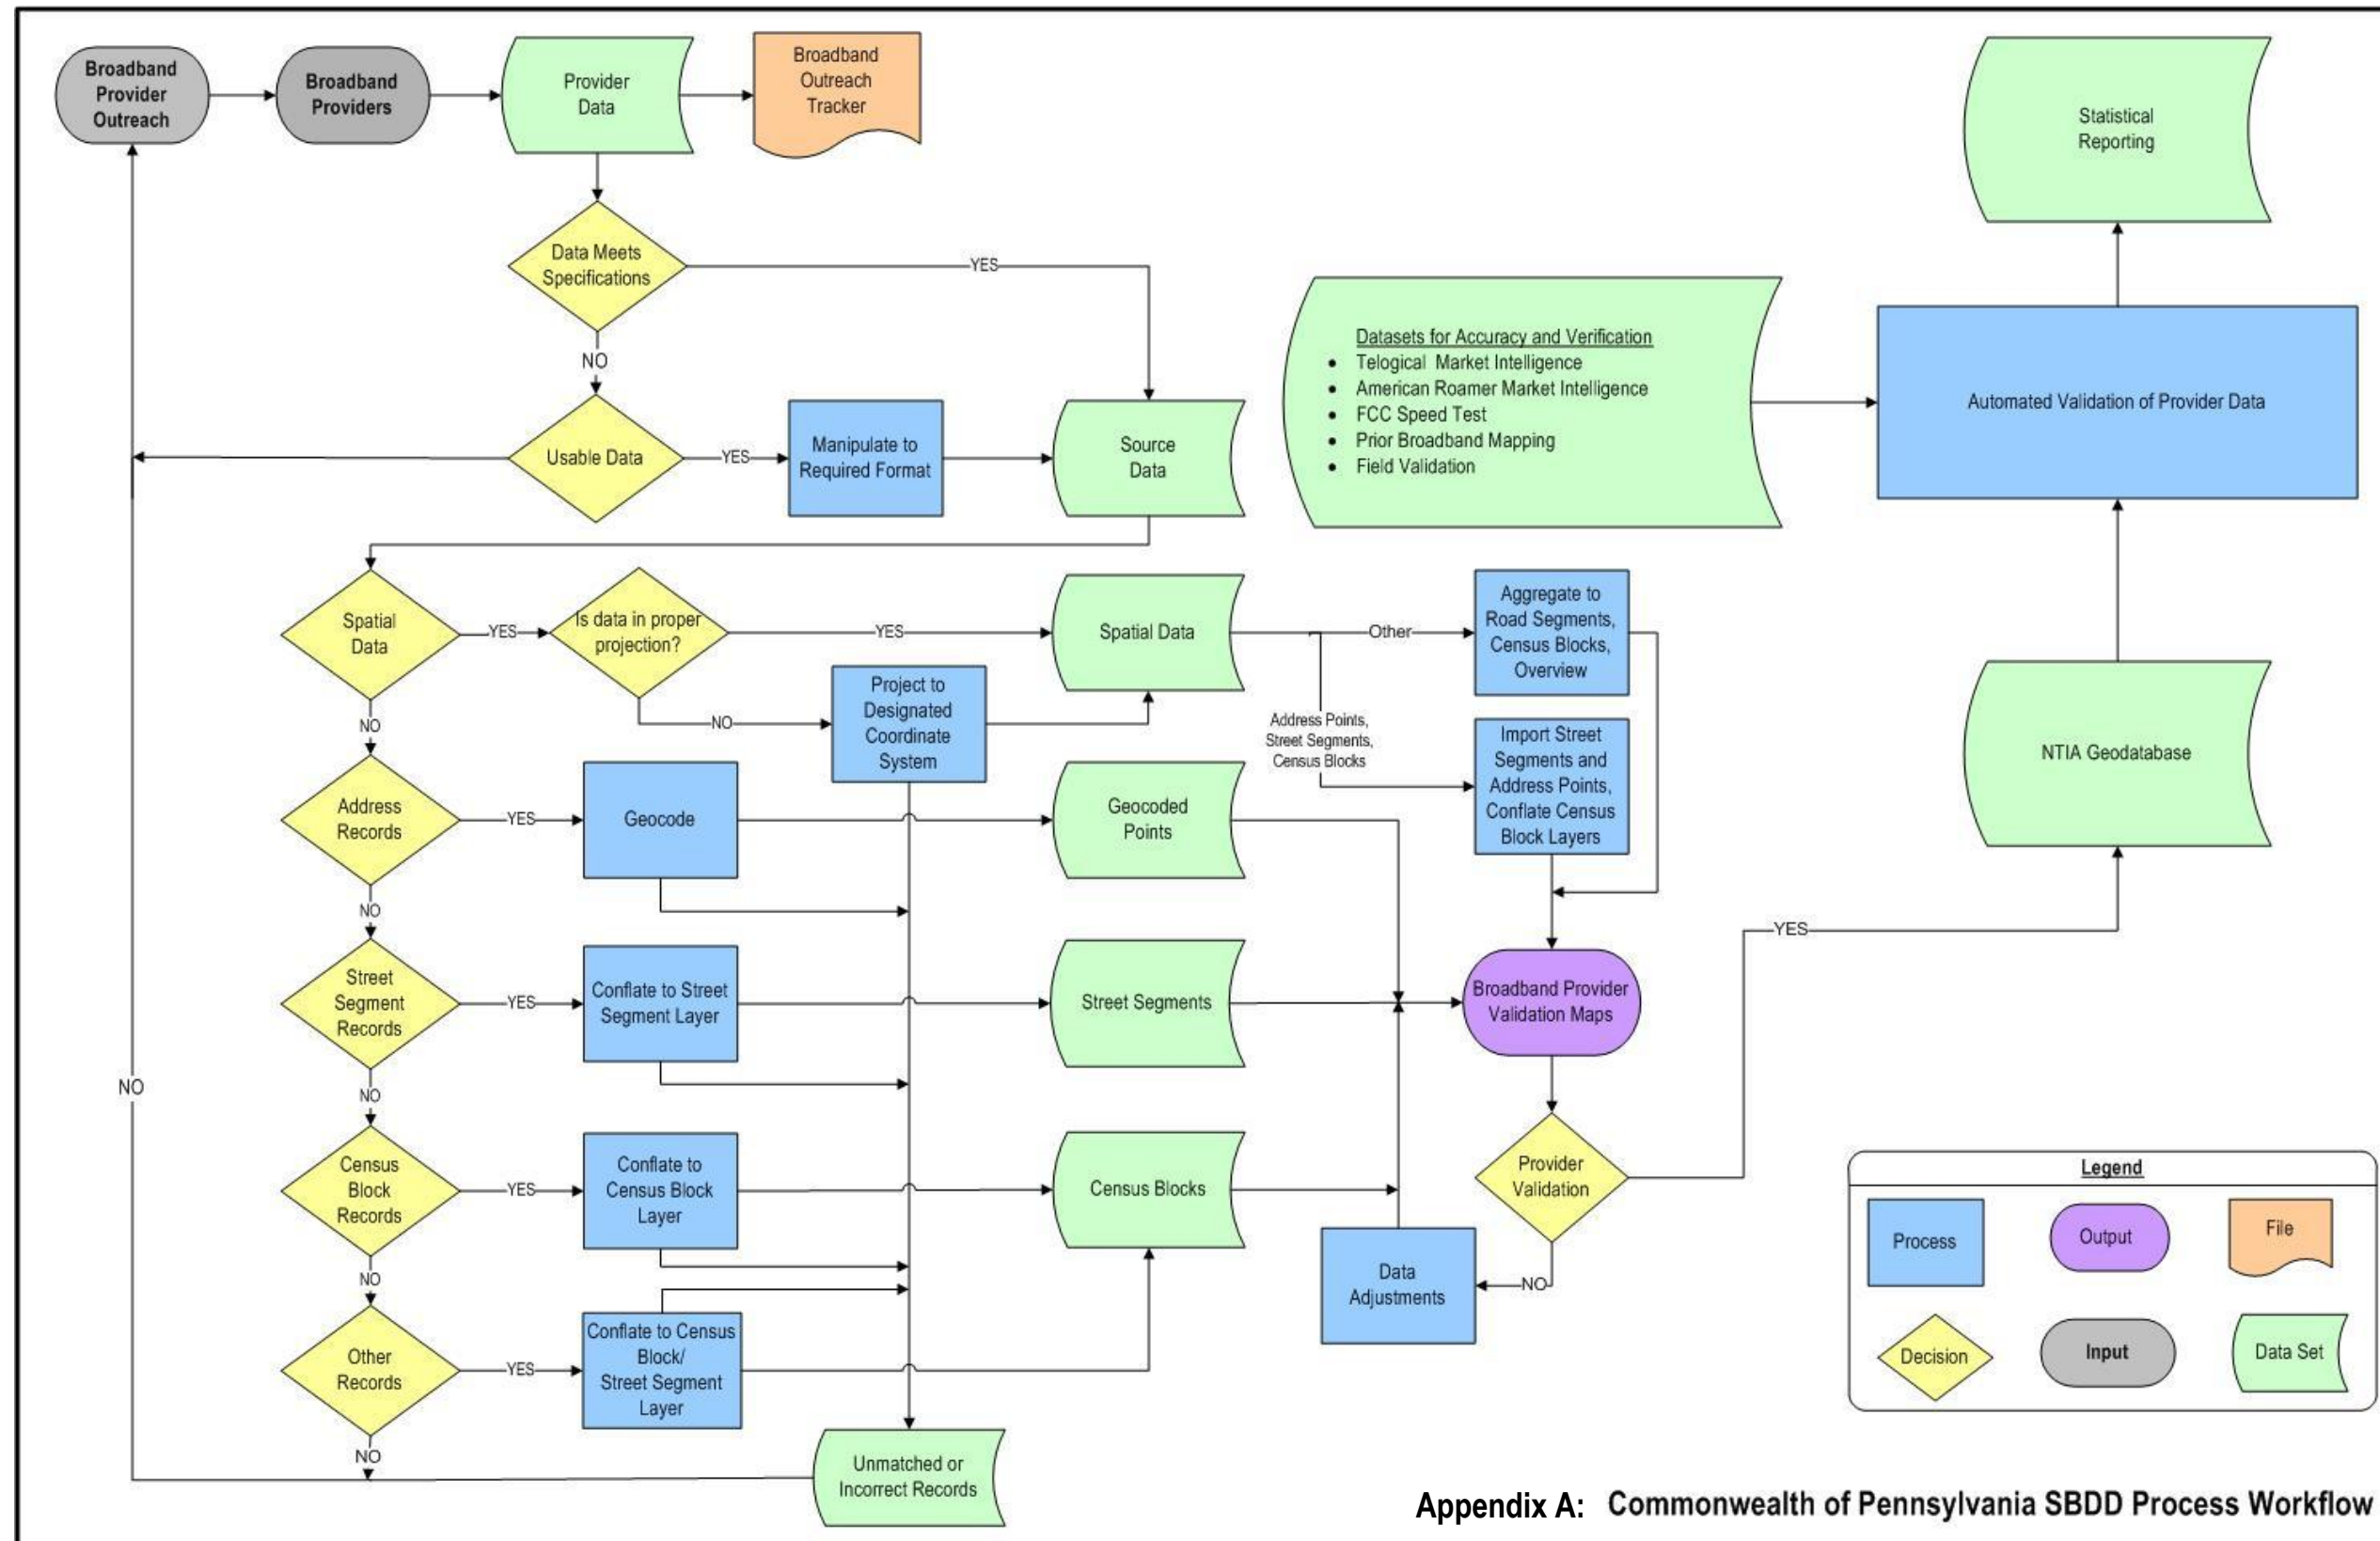 Broadband
Provider
Outreach
Broadband
Providers
Provider
Data
Broadband
Outreach
Tracker
Statistical
Reporting
Data Meets
Specifications
YES
NO
Usable Data
YES
Manipulate to
Required Format
Source
Data
Datasets for Accuracy and Verification
• Telogical Market Intelligence
• American Roamer Market Intelligence
• FCC Speed Test
• Prior Broadband Mapping
• Field Validation
Automated Validation of Provider Data
Spatial
Data
YES
Is data in proper
projection?
YES
Spatial Data
Other
Aggregate to
Road Segments,
Census Blocks,
Overview
NO
NO
Project to
Designated
Coordinate
System
Address Points,
Street Segments,
Census Blocks
Import Street
Segments and
Address Points,
Conflate Census
Block Layers
NTIA Geodatabase
Address
Records
YES
Geocode
Geocoded
Points
NO
YES
Street
Segment
Records
YES
Conflate to Street
Segment Layer
Street Segments
Broadband Provider
Validation Maps
NO
NO
Census
Block
Records
YES
Conflate to
Census Block
Layer
Census Blocks
Provider
Validation
NO
Data
Adjustments
NO
Other
Records
YES
Conflate to Census
Block/
Street Segment
Layer
NO
Unmatched or
Incorrect Records
Legend
Process
Output
File
Decision
Input
Data Set
Appendix A: Commonwealth of Pennsylvania SBDD Process Workflow